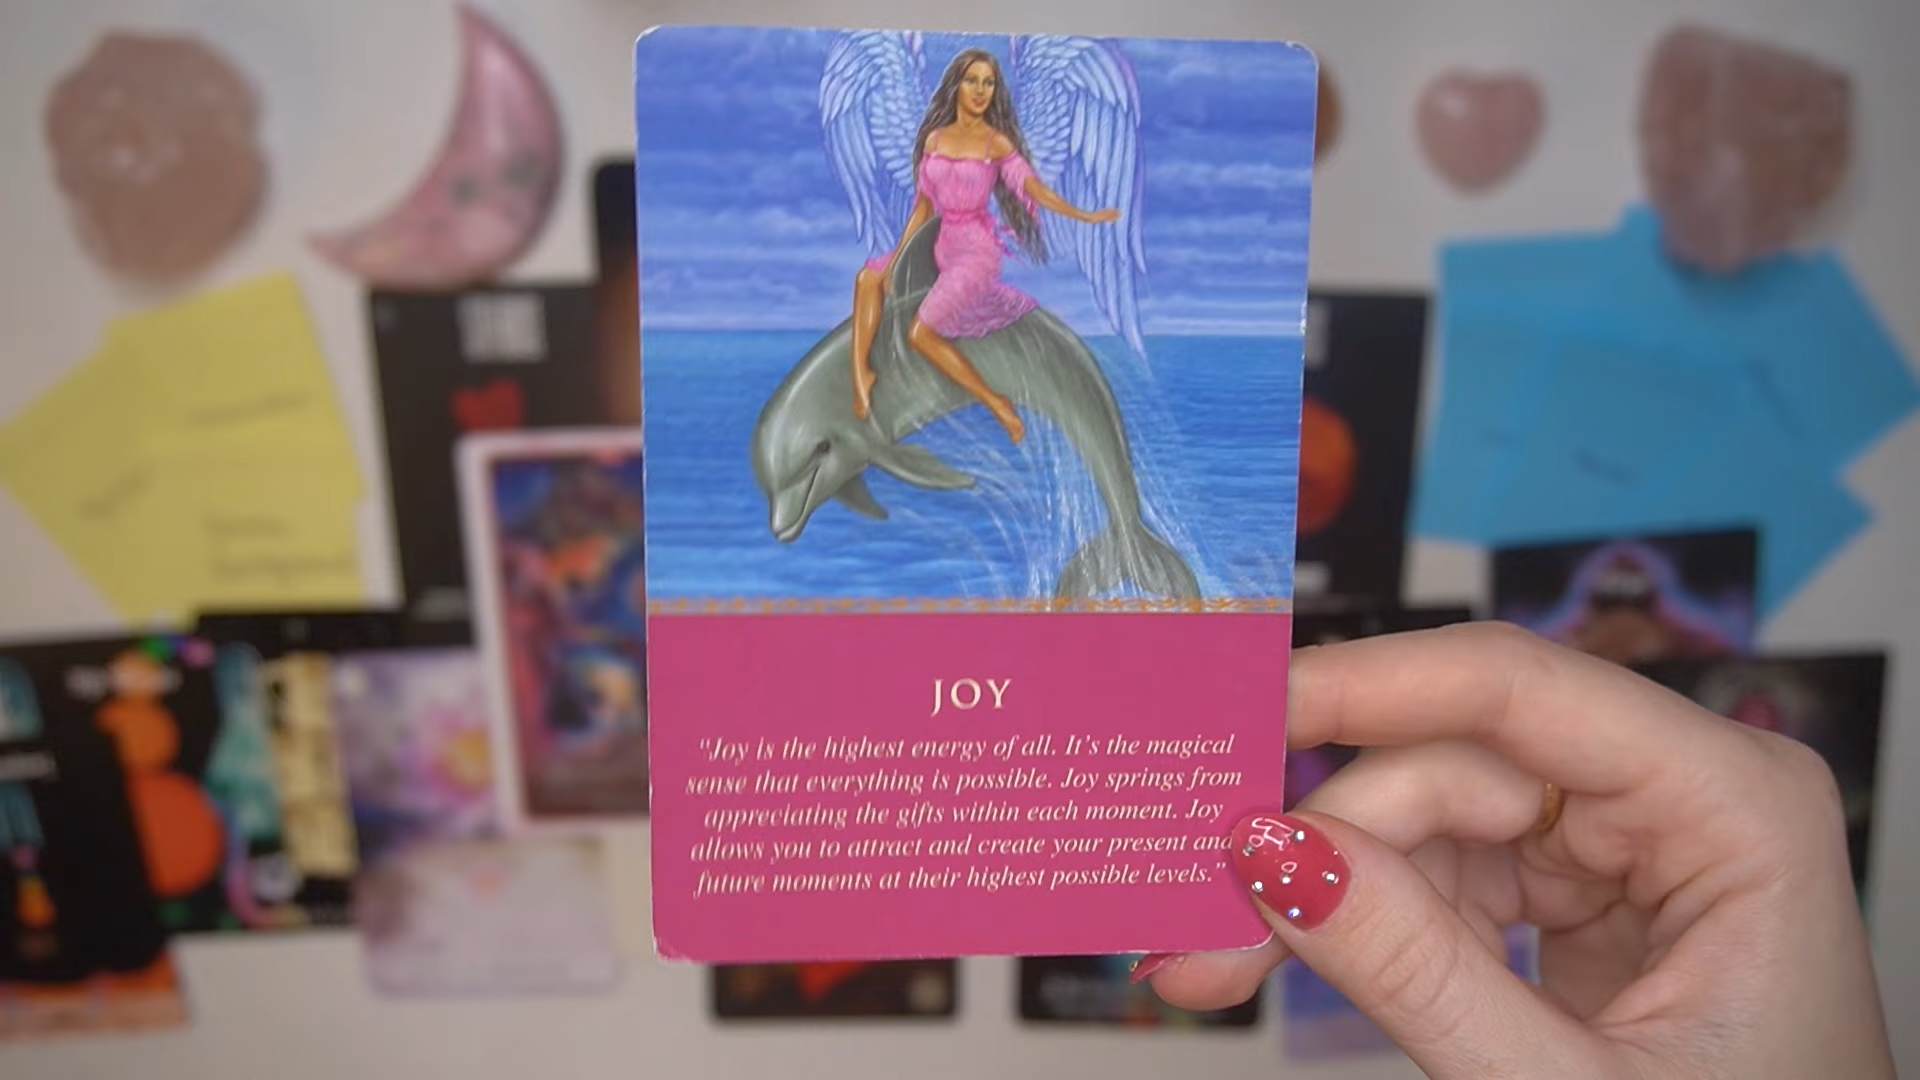 JOY
“Joy is the highest energy of all. It’s the magical
sense that everything is possible. Joy springs from
appreciating the gifts within each moment. Joy
allows you to attract and create your present and
future moments at their highest possible levels.”